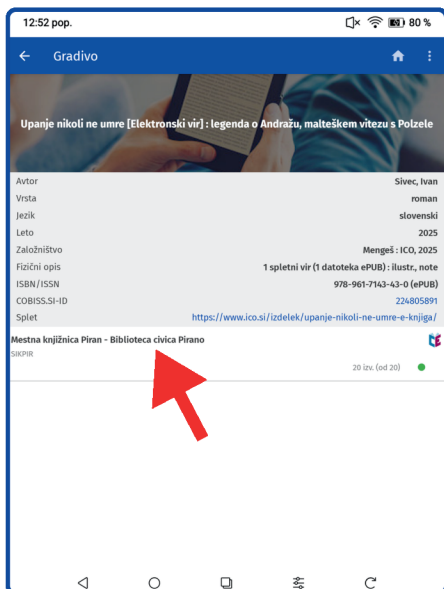 12:52 pop. 80 %
Gradivo
Upanje nikoli ne umre [Elektronski vir] : legenda o Andražu, malteškem vitezu s Polzele
Avtor Sivec, Ivan
Vrsta roman
Jezik slovenski
Leto 2025
Založništvo Mengeš : ICO, 2025
Fizični opis 1 spletni vir (1 datoteka ePUB) : ilustr., note
ISBN/ISSN 978-961-7143-43-0 (ePUB)
COBISS.SI-ID 224805891
Splet https://www.ico.si/izdelek/upanje-nikoli-ne-umre-e-knjiga/
Mestna knjižnica Piran - Biblioteca civica Pirano
SIKPIR
20 izv. (od 20)